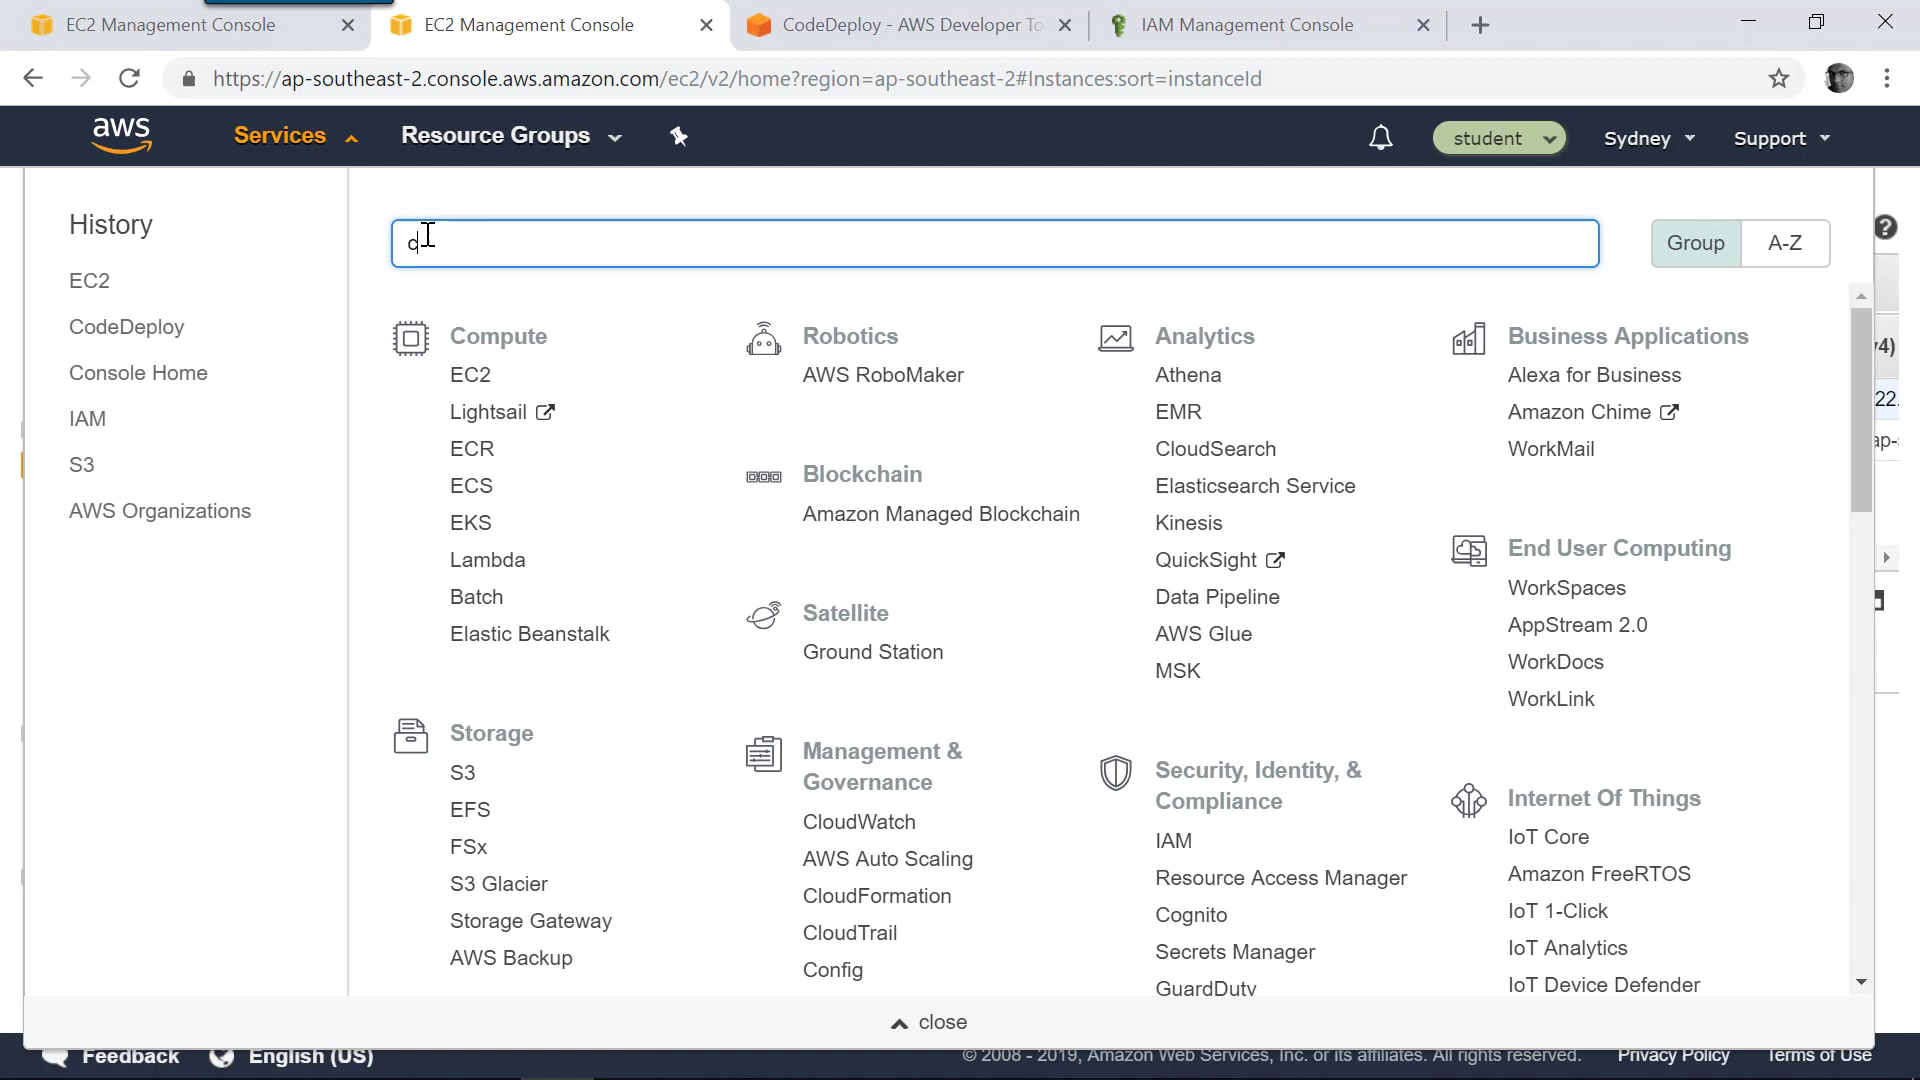 EC2 Management Console
EC2 Management Console
CodeDeploy - AWS Developer To
IAM Management Console
https://ap-southeast-2.console.aws.amazon.com/ec2/v2/home?region=ap-southeast-2#Instances:sort=instanceId
aws
Services
Resource Groups
student
Sydney
Support
History
EC2
CodeDeploy
Console Home
IAM
S3
AWS Organizations
c
Group
A-Z
Compute
EC2
Lightsail
ECR
ECS
EKS
Lambda
Batch
Elastic Beanstalk
Storage
S3
EFS
FSx
S3 Glacier
Storage Gateway
AWS Backup
Robotics
AWS RoboMaker
Blockchain
Amazon Managed Blockchain
Satellite
Ground Station
Management &
Governance
CloudWatch
AWS Auto Scaling
CloudFormation
CloudTrail
Config
Analytics
Athena
EMR
CloudSearch
Elasticsearch Service
Kinesis
QuickSight
Data Pipeline
AWS Glue
MSK
Security, Identity, &
Compliance
IAM
Resource Access Manager
Cognito
Secrets Manager
GuardDuty
Business Applications
Alexa for Business
Amazon Chime
WorkMail
End User Computing
WorkSpaces
AppStream 2.0
WorkDocs
WorkLink
Internet Of Things
IoT Core
Amazon FreeRTOS
IoT 1-Click
IoT Analytics
IoT Device Defender
v4)
22.
ap-
close
Feedback
English (US)
© 2008 - 2019, Amazon Web Services, Inc. or its affiliates. All rights reserved.
Privacy Policy
Terms of Use